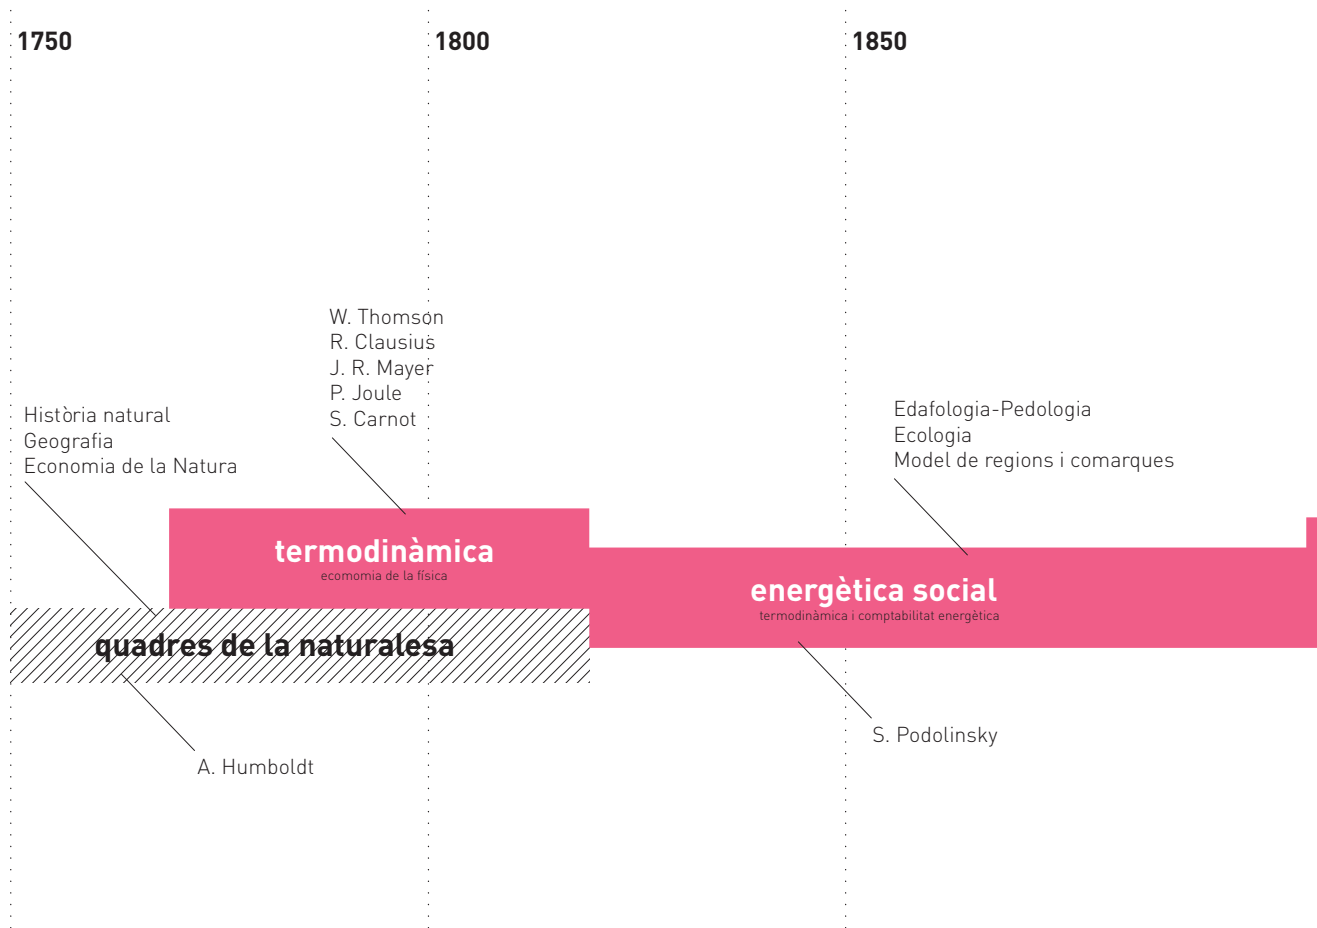 1750
1800
1850
W. Thomson
R. Clausius
J. R. Mayer
P. Joule
S. Carnot
Història natural
Geografia
Economia de la Natura
Edafologia-Pedologia
Ecologia
Model de regions i comarques
termodinàmica
ecomomia de la física
energètica social
termodinàmica i comptabilitat energètica
quadres de la naturalesa
S. Podolinsky
A. Humboldt